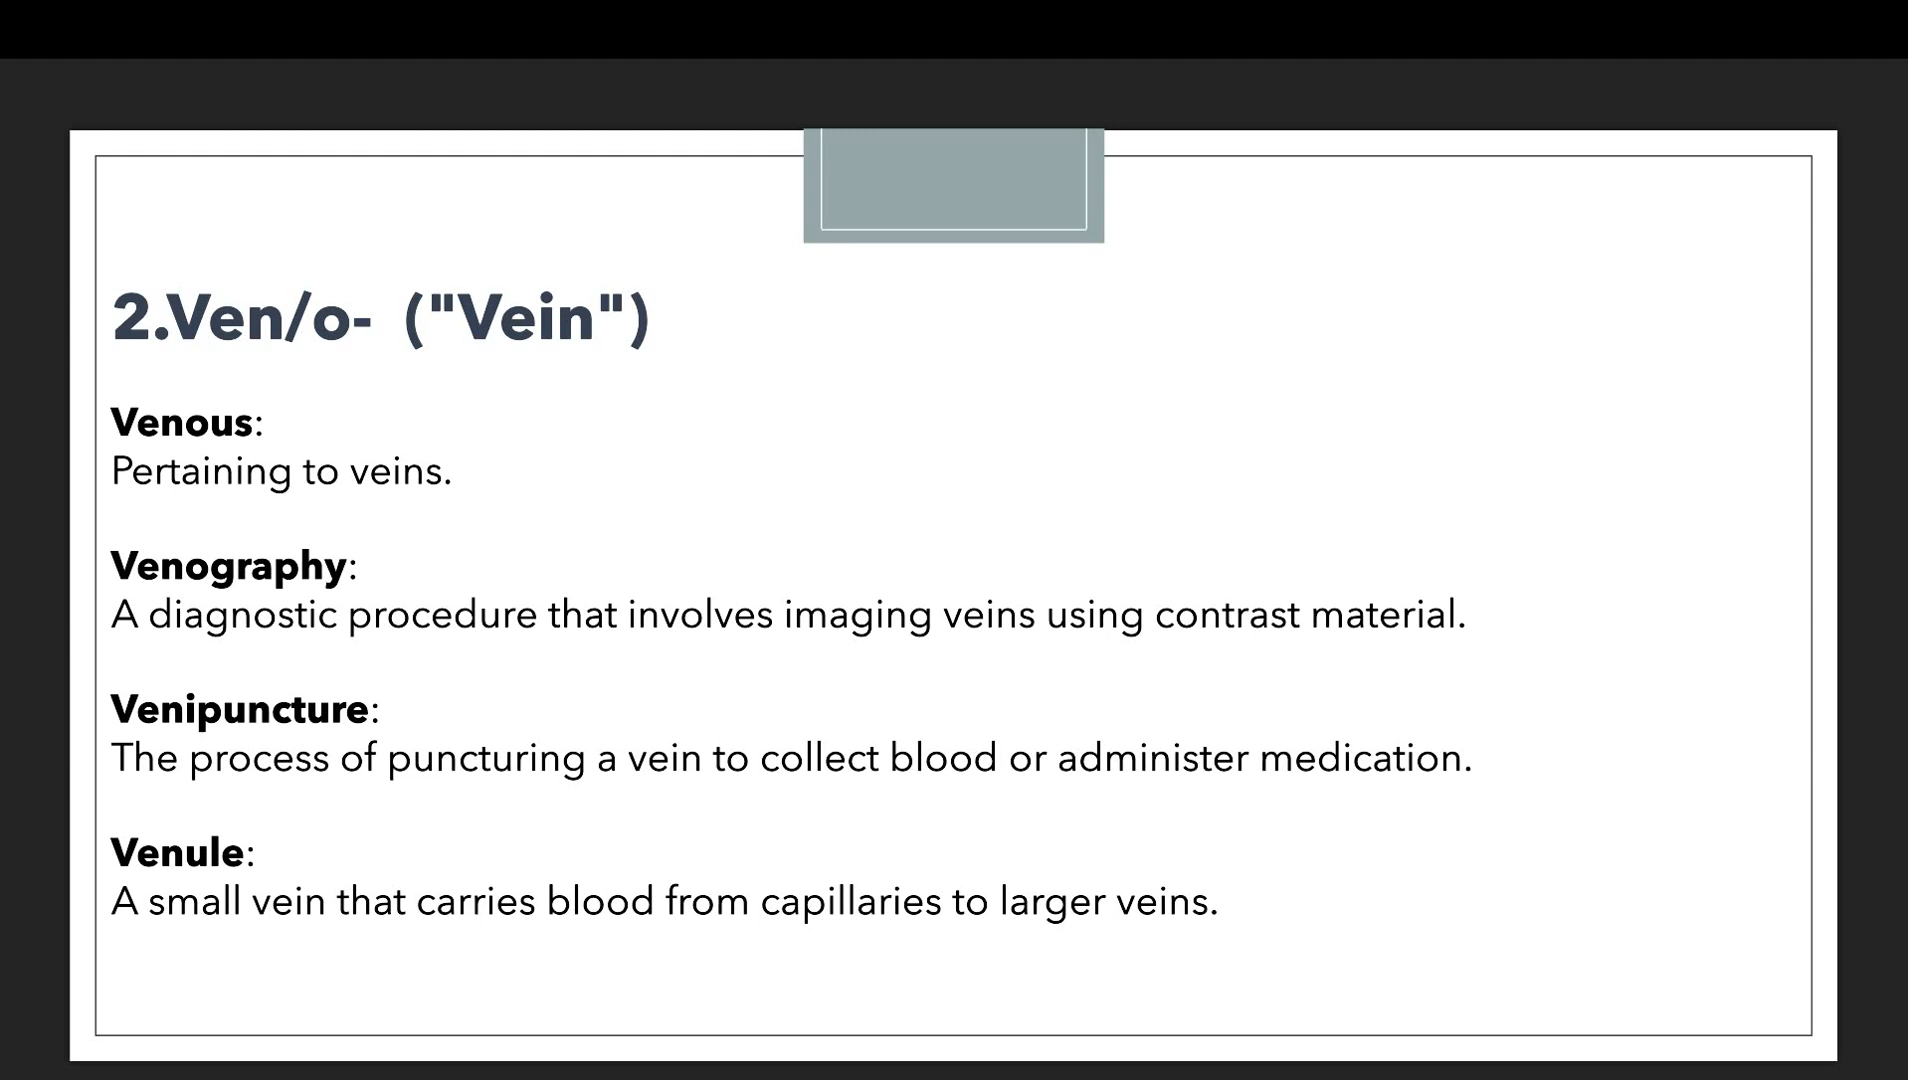 2.Ven/o-  ("Vein")
Venous:
Pertaining to veins.
Venography:
A diagnostic procedure that involves imaging veins using contrast material.
Venipuncture:
The process of puncturing a vein to collect blood or administer medication.
Venule:
A small vein that carries blood from capillaries to larger veins.